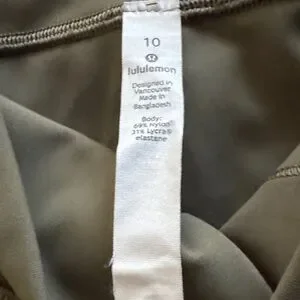 10
lululemon
Designed in
Vancouver
Made in
Bangladesh
Body:
69% Nylon
31% Lycra®
elastane